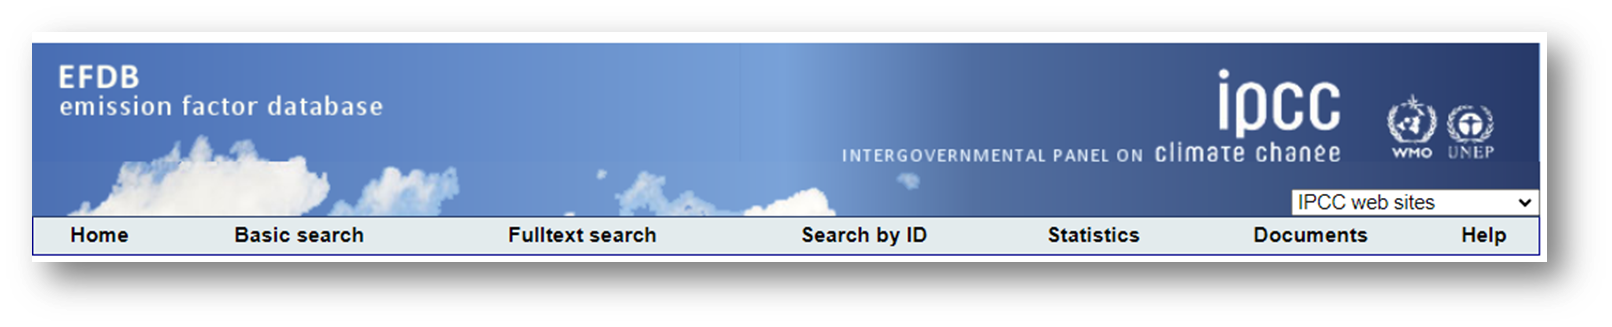 EFDB
emission factor database
ipcc
INTERGOVERNMENTAL PANEL ON climate change
WMO UNEP
IPCC web sites
Home Basic search Fulltext search Search by ID Statistics Documents Help